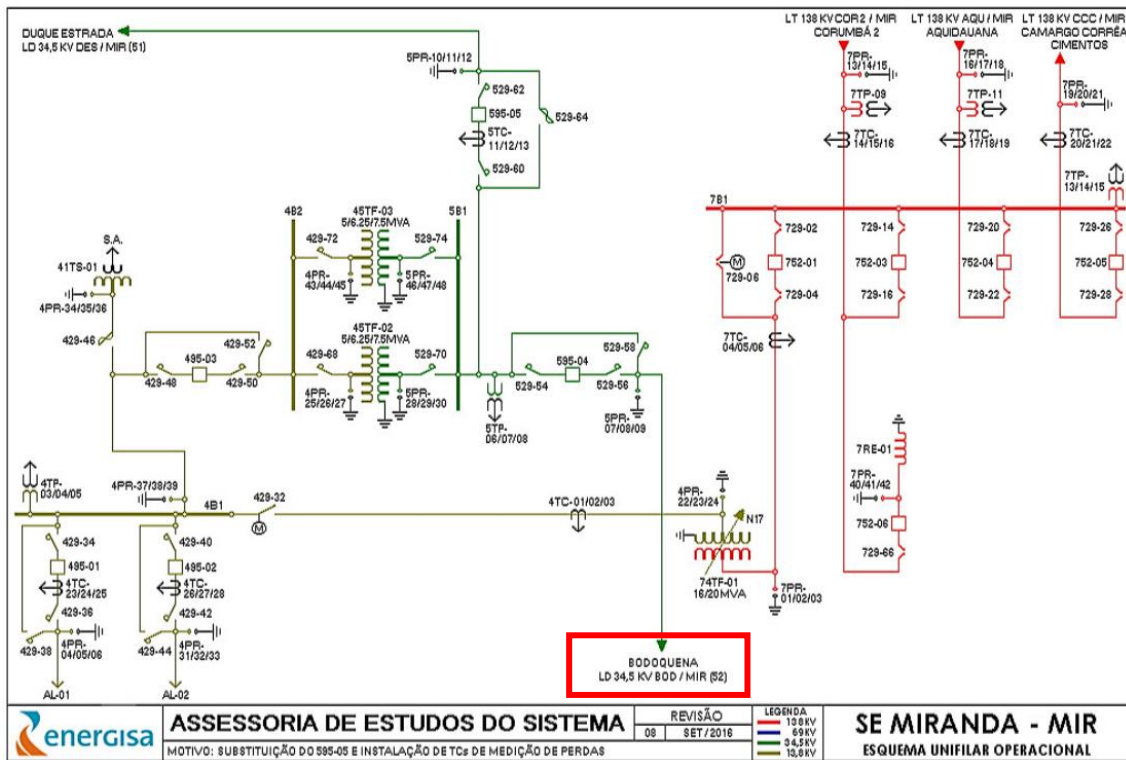 DUQUE ESTRADA
LD 34,5 KV DES / MIR (51)
LT 138 KV COR2 / MIR
CORUMBÁ 2
LT 138 KV AQU / MIR
AQUIDAUANA
LT 138 KV CCC / MIR
CAMARGO CORRÊA
CIMENTOS
5PR-10/11/12
529-62
595-05
5TC-
11/12/13
529-60
529-64
7PR-
13/14/15
7TP-09
7TC-
14/15/16
7PR-
16/17/18
7TP-11
7TC-
17/18/19
7PR-
19/20/21
7TC-
20/21/22
7TP-
13/14/15
7B1
729-02
752-01
729-04
729-06
M
729-14
752-03
729-16
729-20
752-04
729-22
729-26
752-05
729-28
7TC-
04/05/06
S.A.
41TS-01
4PR-34/35/36
429-46
4B2
45TF-03
5/6.25/7.5MVA
5B1
429-72
529-74
4PR-
43/44/45
5PR-
46/47/48
45TF-02
5/6.25/7.5MVA
429-52
495-03
429-48
429-50
429-68
529-70
4PR-
25/26/27
5PR-
28/29/30
529-58
595-04
529-54
529-56
5TP-
06/07/08
5PR-
07/08/09
7RE-01
7PR-
40/41/42
752-06
729-66
4TP-
03/04/05
4PR-37/38/39
4B1
429-32
M
4TC-01/02/03
4PR-
22/23/24
N17
74TF-01
16/20MVA
7PR-
01/02/03
429-34
495-01
4TC-
23/24/25
429-36
429-38
4PR-
04/05/06
AL-01
429-40
495-02
4TC-
26/27/28
429-42
429-44
4PR-
31/32/33
AL-02
BODOQUENA
LD 34,5 KV BOD / MIR (52)
energisa
ASSESSORIA DE ESTUDOS DO SISTEMA
MOTIVO: SUBSTITUIÇÃO DO 595-05 E INSTALAÇÃO DE TCs DE MEDIÇÃO DE PERDAS
REVISÃO
08 SET/2016
LEGENDA
138KV
69KV
34,5KV
13,8KV
SE MIRANDA - MIR
ESQUEMA UNIFILAR OPERACIONAL